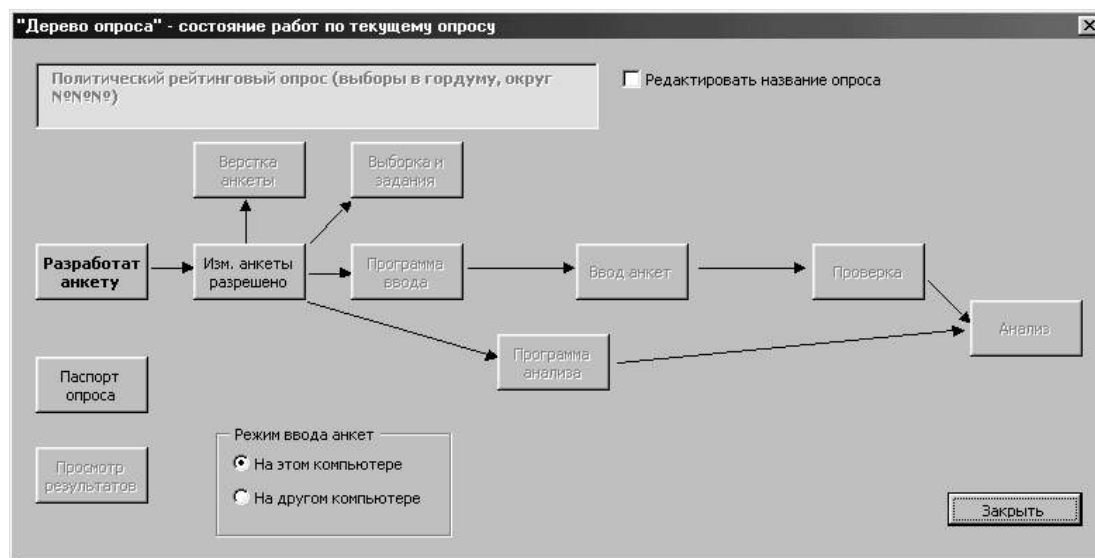 "Дерево опроса" - состояние работ по текущему опросу
Политический рейтинговый опрос (выборы в гордуму, округ
№№№)
Редактировать название опроса
Верстка
анкеты
Выборка и
задания
Разработат
анкету
Изм. анкеты
разрешено
Программа
ввода
Ввод анкет
Проверка
Анализ
Программа
анализа
Паспорт
опроса
Просмотр
результатов
Режим ввода анкет
На этом компьютере
На другом компьютере
Закрыть